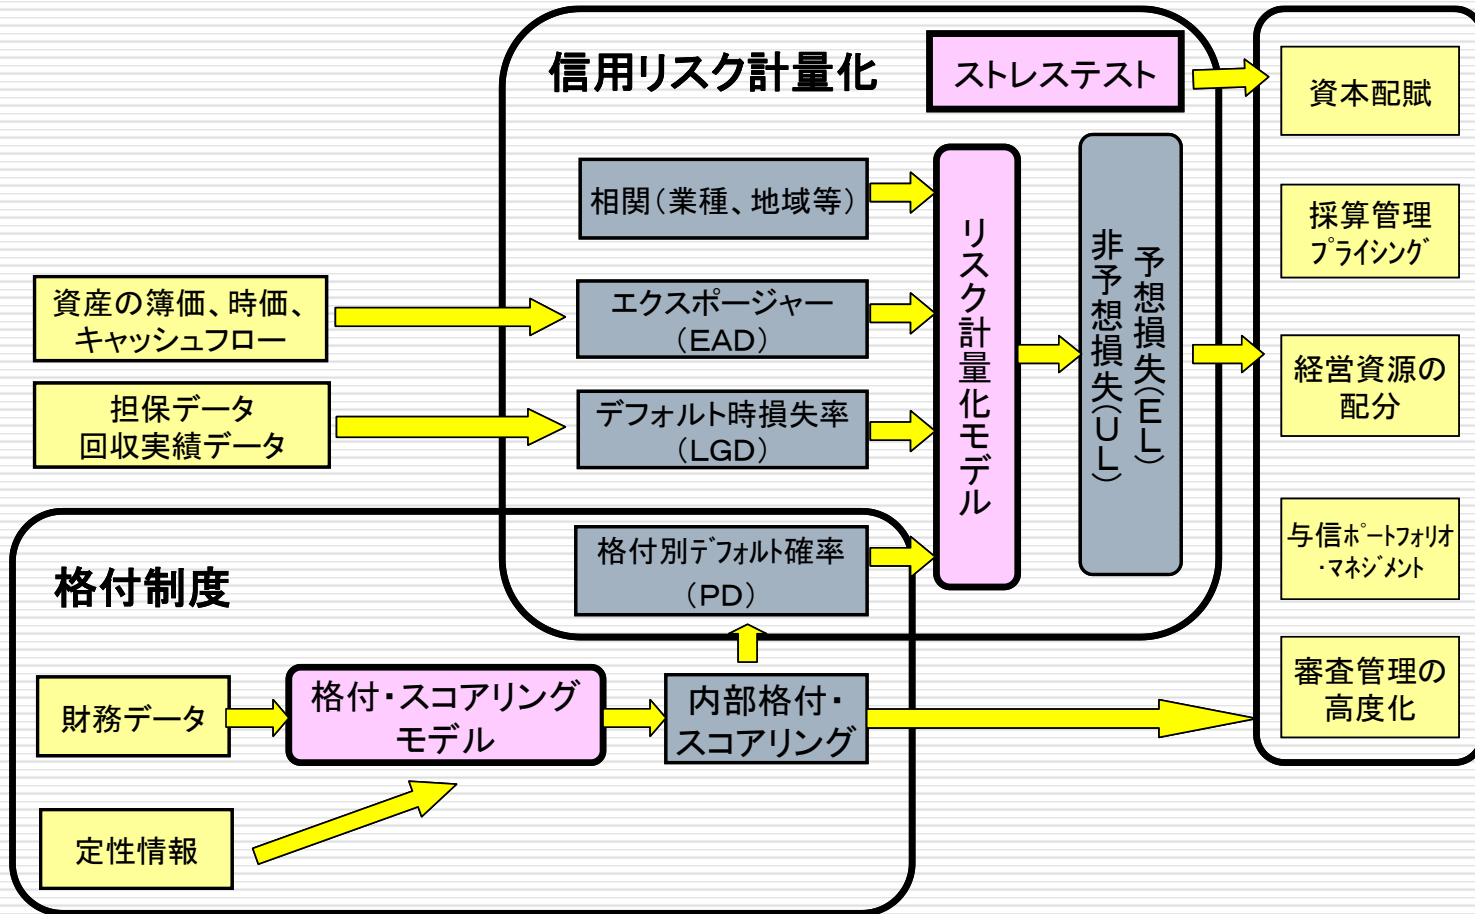 信用リスク計量化
ストレステスト
資本配賦
相関（業種、地域等）
採算管理
ﾌﾟﾗｲｼﾝｸﾞ
資産の簿価、時価、
キャッシュフロー
エクスポージャー
（EAD）
リスク計量化モデル
予想損失（EL）
非予想損失（UL）
経営資源の
配分
担保データ
回収実績データ
デフォルト時損失率
（LGD）
格付制度
格付別ﾃﾞﾌｫﾙﾄ確率
（PD）
与信ﾎﾟｰﾄﾌｫﾘｵ
・ﾏﾈｼﾞﾒﾝﾄ
財務データ
格付・スコアリング
モデル
内部格付・
スコアリング
審査管理の
高度化
定性情報